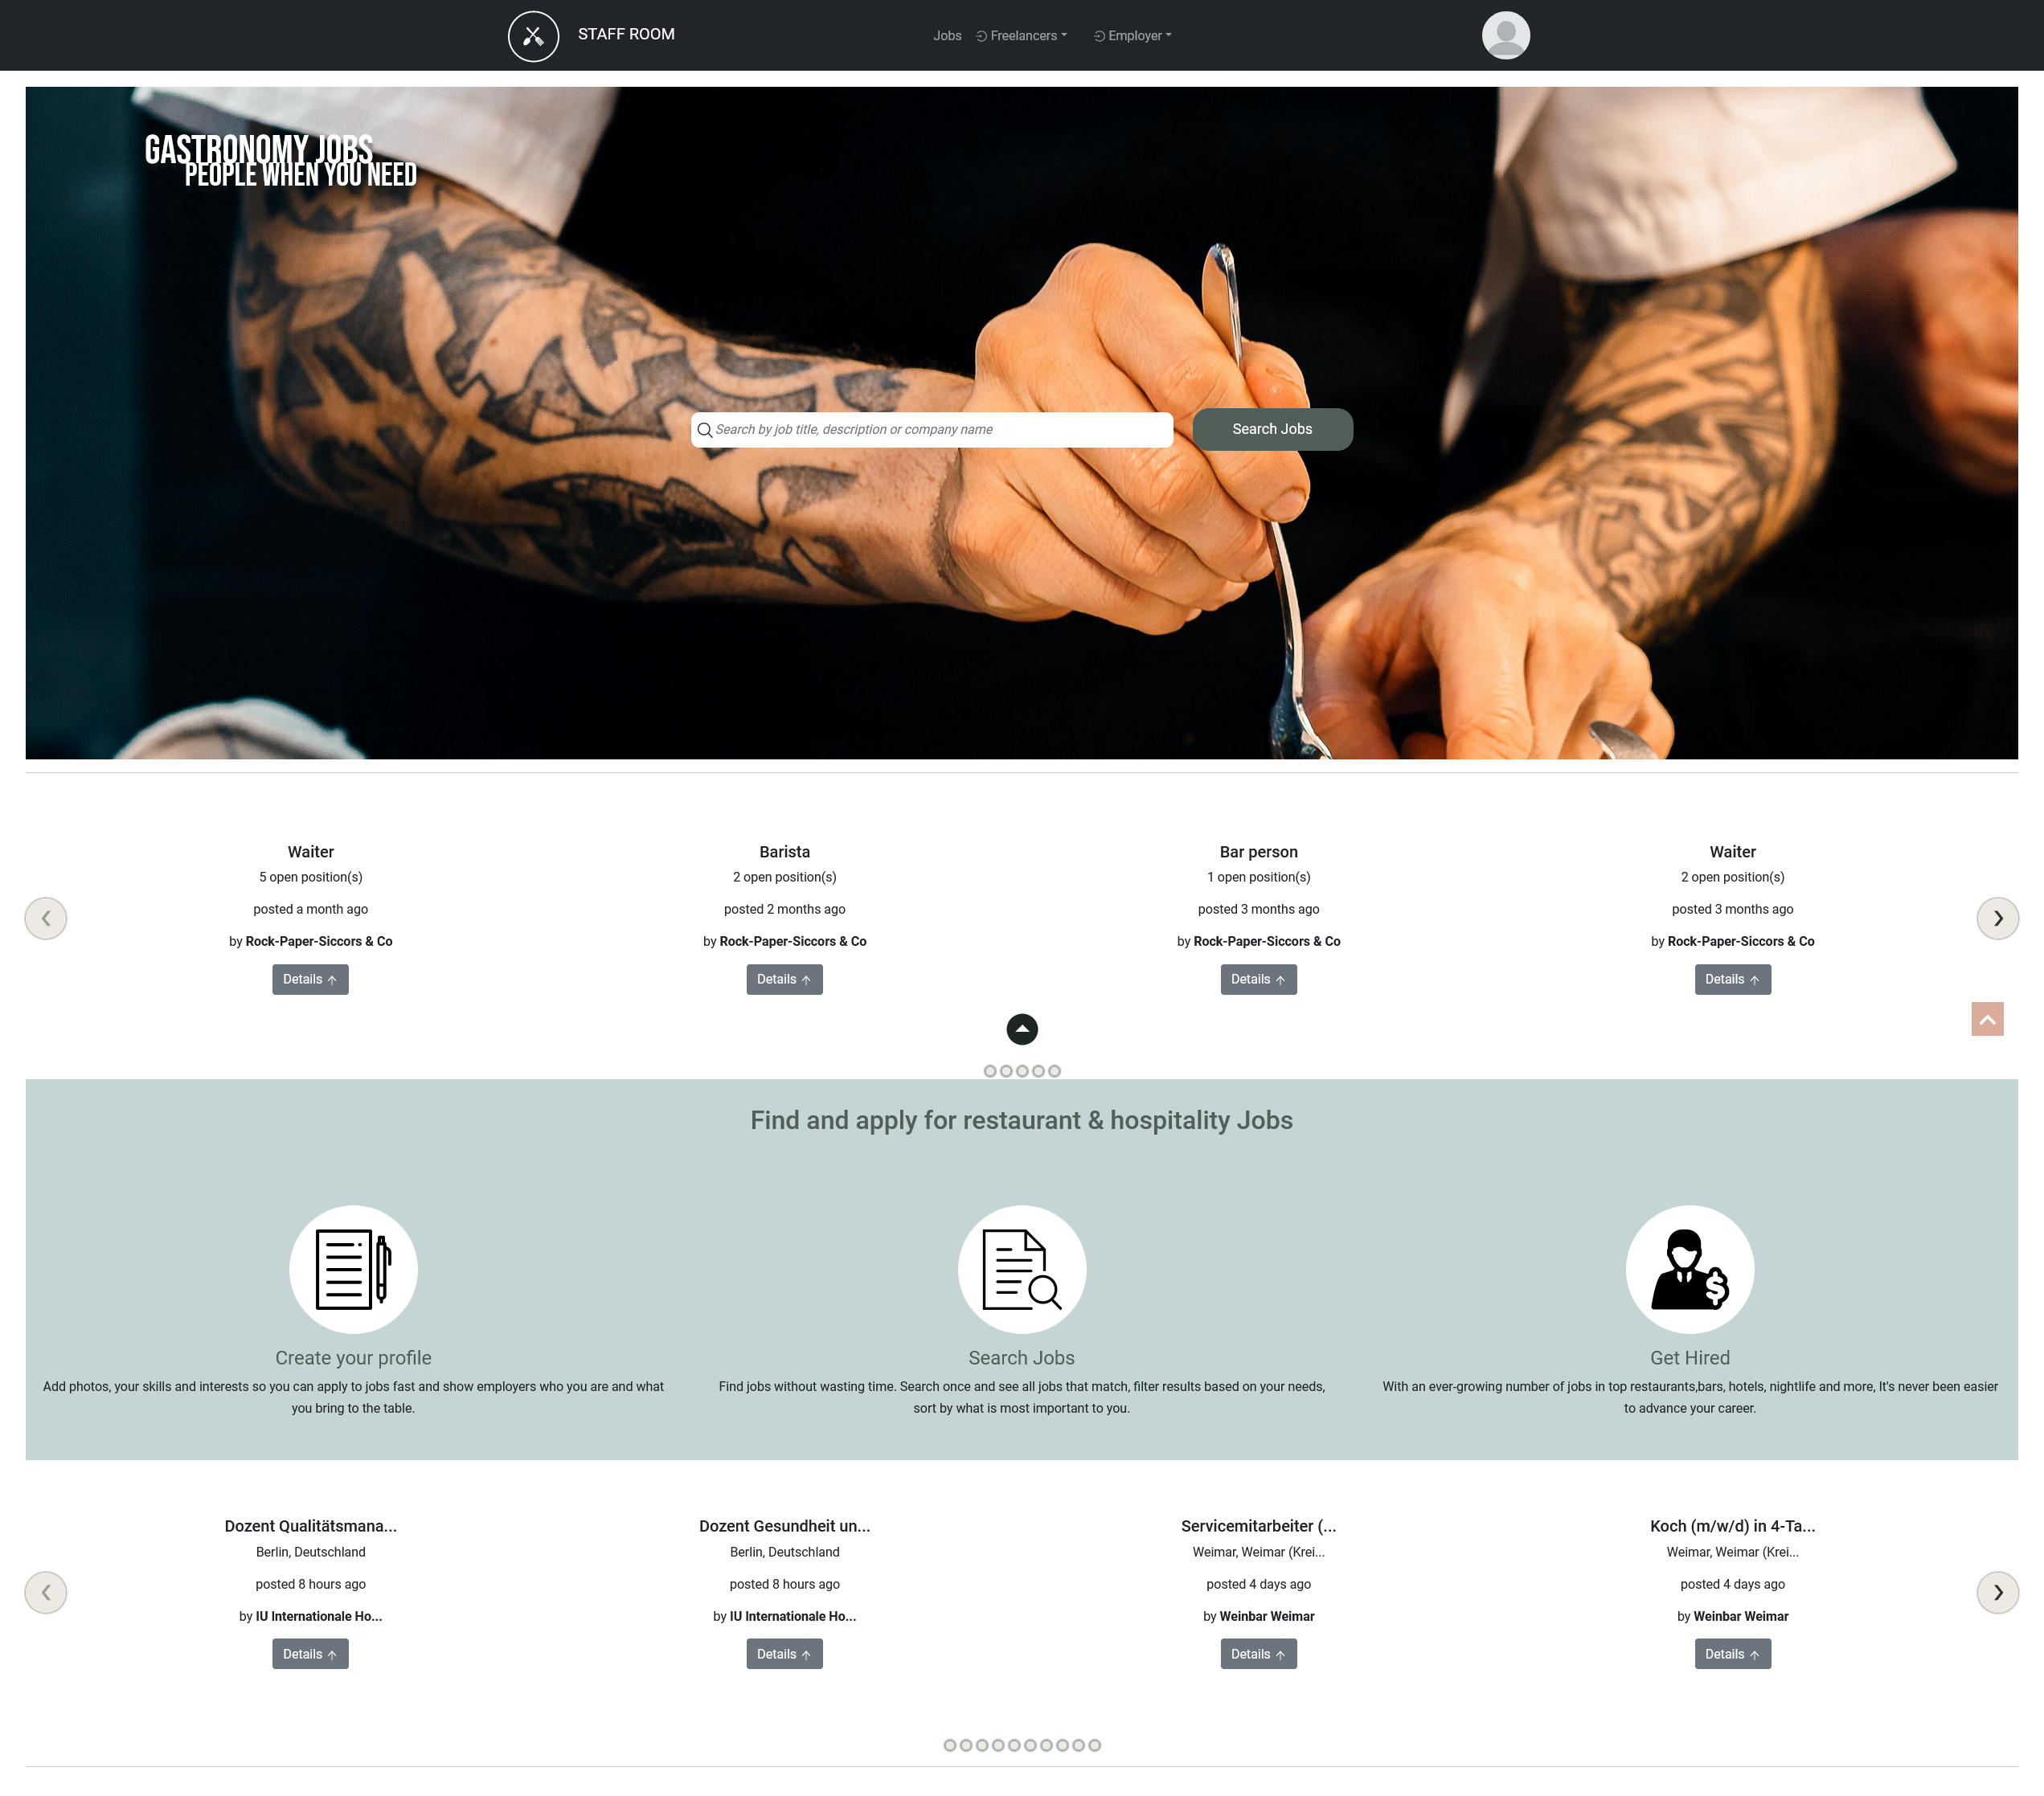 STAFF ROOM
Jobs
Freelancers
Employer
GASTRONOMY JOBS
PEOPLE WHEN YOU NEED
Search by job title, description or company name
Search Jobs
Waiter
5 open position(s)
posted a month ago
by Rock-Paper-Siccors & Co
Details
Barista
2 open position(s)
posted 2 months ago
by Rock-Paper-Siccors & Co
Details
Bar person
1 open position(s)
posted 3 months ago
by Rock-Paper-Siccors & Co
Details
Waiter
2 open position(s)
posted 3 months ago
by Rock-Paper-Siccors & Co
Details
Find and apply for restaurant & hospitality Jobs
Create your profile
Add photos, your skills and interests so you can apply to jobs fast and show employers who you are and what
you bring to the table.
Search Jobs
Find jobs without wasting time. Search once and see all jobs that match, filter results based on your needs,
sort by what is most important to you.
Get Hired
With an ever-growing number of jobs in top restaurants,bars, hotels, nightlife and more, It's never been easier
to advance your career.
Dozent Qualitätsmana...
Berlin, Deutschland
posted 8 hours ago
by IU Internationale Ho...
Details
Dozent Gesundheit un...
Berlin, Deutschland
posted 8 hours ago
by IU Internationale Ho...
Details
Servicemitarbeiter (...
Weimar, Weimar (Krei...
posted 4 days ago
by Weinbar Weimar
Details
Koch (m/w/d) in 4-Ta...
Weimar, Weimar (Krei...
posted 4 days ago
by Weinbar Weimar
Details